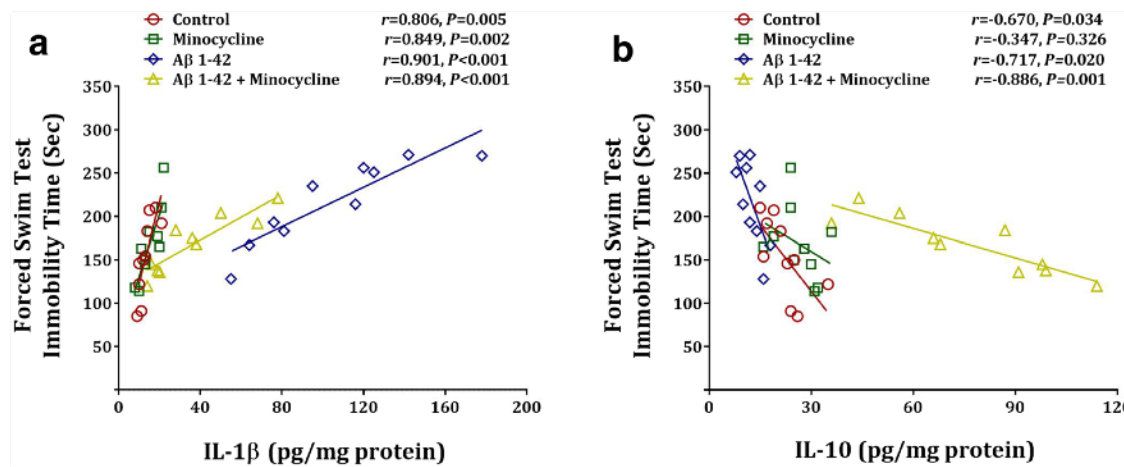 a
Control r=0.806, P=0.005
Minocycline r=0.849, P=0.002
Aβ 1-42 r=0.901, P<0.001
Aβ 1-42 + Minocycline r=0.894, P<0.001
Forced Swim Test
Immobility Time (Sec)
350
300
250
200
150
100
50
0 40 80 120 160 200
IL-1β (pg/mg protein)
b
Control r=-0.670, P=0.034
Minocycline r=-0.347, P=0.326
Aβ 1-42 r=-0.717, P=0.020
Aβ 1-42 + Minocycline r=-0.886, P=0.001
Forced Swim Test
Immobility Time (Sec)
350
300
250
200
150
100
50
0 30 60 90 120
IL-10 (pg/mg protein)